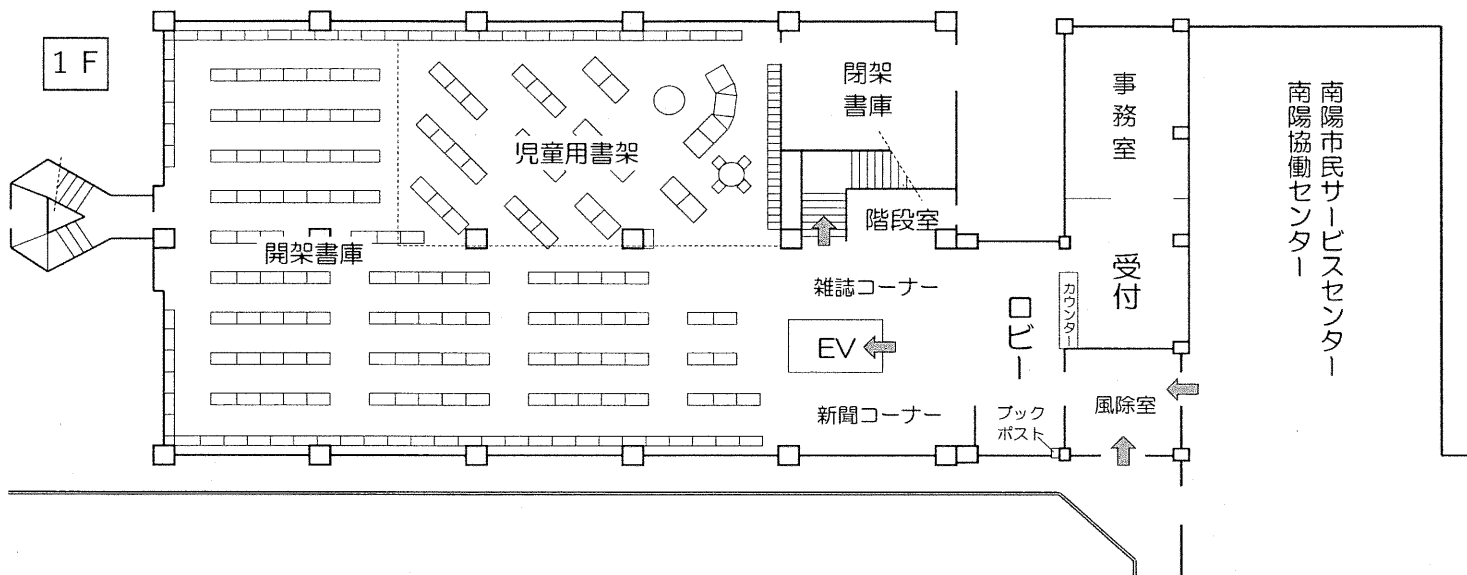 1 F
閉架
書庫
児童用書架
階段室
開架書庫
雑誌コーナー
EV
新聞コーナー
ロビー
ブック
ポスト
事務室
受付
カウンター
風除室
南陽市民サービスセンター
南陽協働センター